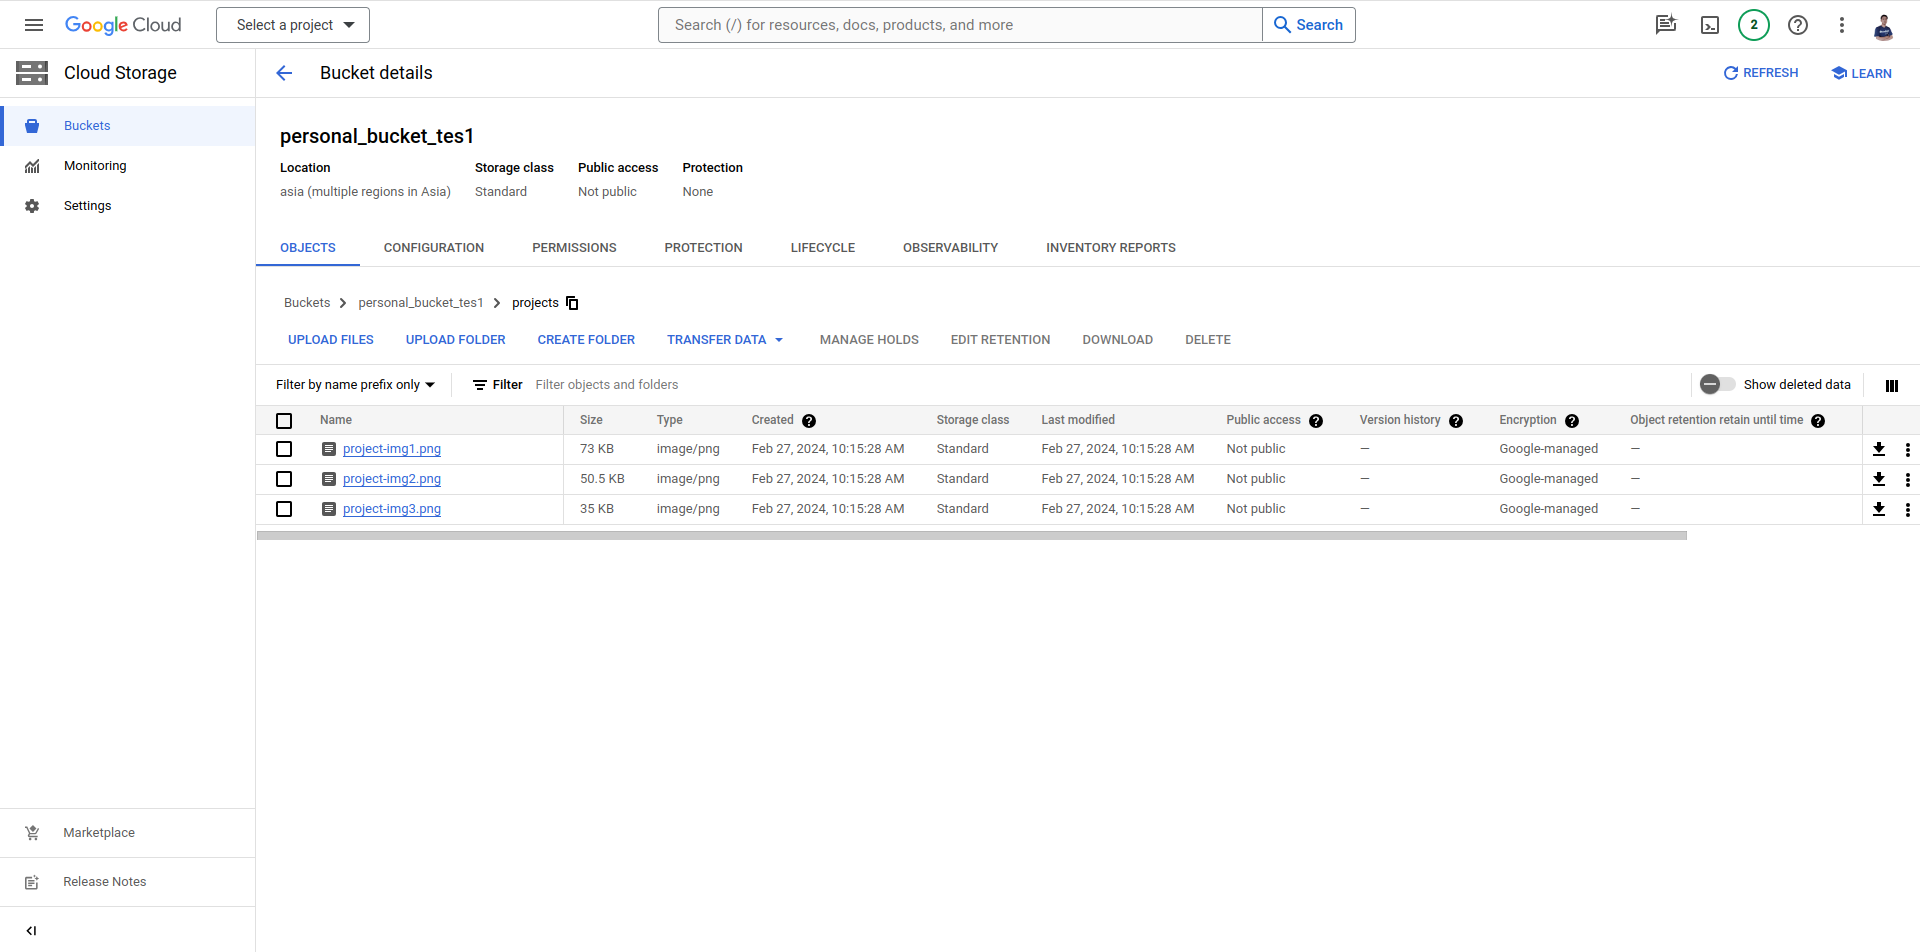 Google Cloud
Select a project
Search (/) for resources, docs, products, and more
Search
2
Cloud Storage
Bucket details
REFRESH
LEARN
Buckets
Monitoring
Settings
personal_bucket_tes1
Location Storage class Public access Protection
asia (multiple regions in Asia) Standard Not public None
OBJECTS CONFIGURATION PERMISSIONS PROTECTION LIFECYCLE OBSERVABILITY INVENTORY REPORTS
Buckets personal_bucket_tes1 projects
UPLOAD FILES UPLOAD FOLDER CREATE FOLDER TRANSFER DATA MANAGE HOLDS EDIT RETENTION DOWNLOAD DELETE
Filter by name prefix only Filter Filter objects and folders Show deleted data
Name Size Type Created Storage class Last modified Public access Version history Encryption Object retention retain until time
project-img1.png 73 KB image/png Feb 27, 2024, 10:15:28 AM Standard Feb 27, 2024, 10:15:28 AM Not public — Google-managed —
project-img2.png 50.5 KB image/png Feb 27, 2024, 10:15:28 AM Standard Feb 27, 2024, 10:15:28 AM Not public — Google-managed —
project-img3.png 35 KB image/png Feb 27, 2024, 10:15:28 AM Standard Feb 27, 2024, 10:15:28 AM Not public — Google-managed —
Marketplace
Release Notes